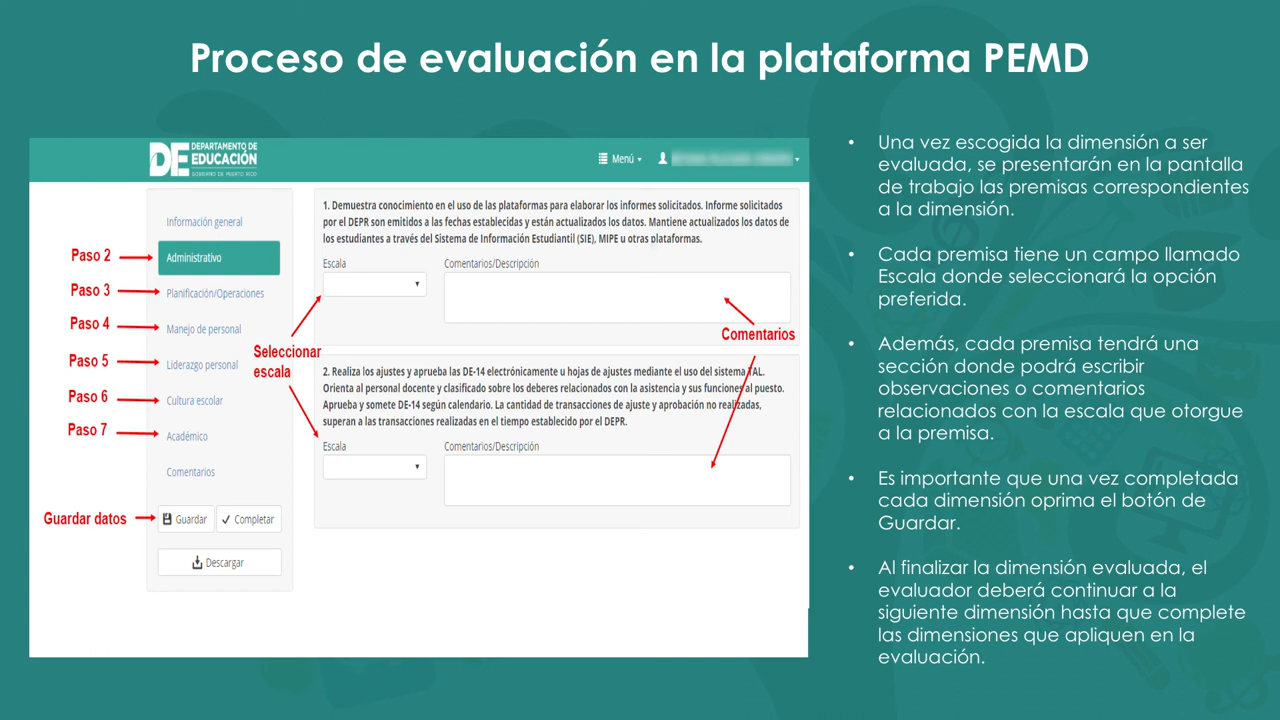 Proceso de evaluación en la plataforma PEMD
DE DEPARTAMENTO DE
EDUCACIÓN
GOBIERNO DE PUERTO RICO
Menú
Información general
Paso 2
Administrativo
Paso 3
Planificación/Operaciones
Paso 4
Manejo de personal
Paso 5
Liderazgo personal
Paso 6
Cultura escolar
Paso 7
Académico
Comentarios
Guardar datos
Guardar
Completar
Descargar
1. Demuestra conocimiento en el uso de las plataformas para elaborar los informes solicitados. Informe solicitados
por el DEPR son emitidos a las fechas establecidas y están actualizados los datos. Mantiene actualizados los datos de
los estudiantes a través del Sistema de Información Estudiantil (SIE), MIPE u otras plataformas.
Escala
Comentarios/Descripción
Seleccionar
escala
Comentarios
2. Realiza los ajustes y aprueba las DE-14 electrónicamente u hojas de ajustes mediante el uso del sistema TAL.
Orienta al personal docente y clasificado sobre los deberes relacionados con la asistencia y sus funciones al puesto.
Aprueba y somete DE-14 según calendario. La cantidad de transacciones de ajuste y aprobación no realizadas,
superan a las transacciones realizadas en el tiempo establecido por el DEPR.
Escala
Comentarios/Descripción
• Una vez escogida la dimensión a ser
evaluada, se presentarán en la pantalla
de trabajo las premisas correspondientes
a la dimensión.
• Cada premisa tiene un campo llamado
Escala donde seleccionará la opción
preferida.
• Además, cada premisa tendrá una
sección donde podrá escribir
observaciones o comentarios
relacionados con la escala que otorgue
a la premisa.
• Es importante que una vez completada
cada dimensión oprima el botón de
Guardar.
• Al finalizar la dimensión evaluada, el
evaluador deberá continuar a la
siguiente dimensión hasta que complete
las dimensiones que apliquen en la
evaluación.